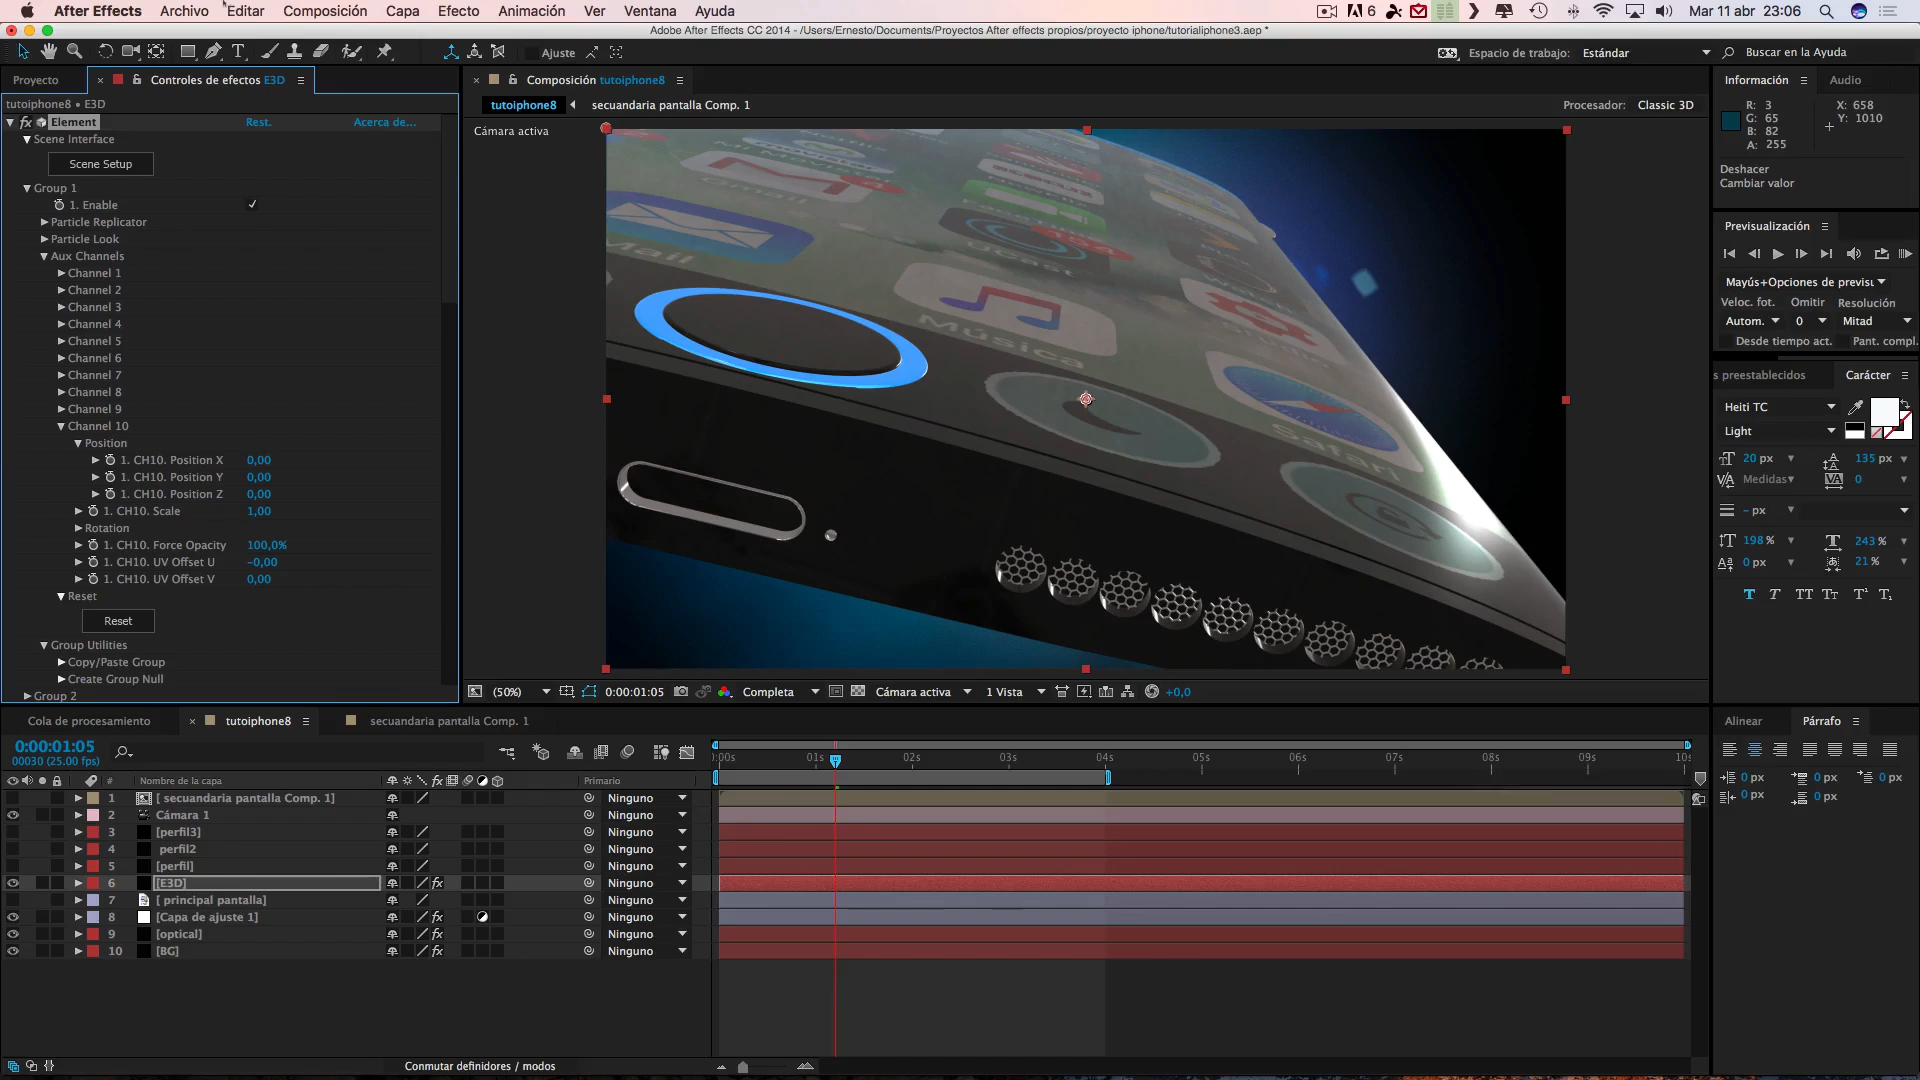 After Effects Archivo Editar Composición Capa Efecto Animación Ver Ventana Ayuda 6 Mar 11 abr 23:06
Adobe After Effects CC 2014 - /Users/Ernesto/Documents/Proyectos After effects propios/proyecto iphone/tutorialiphone3.aep *
Ajuste Espacio de trabajo: Estándar Buscar en la Ayuda
Proyecto Controles de efectos E3D Composición tutoiphone8 Información Audio
tutoiphone8 • E3D tutoiphone8 secuandaria pantalla Comp. 1 Procesador: Classic 3D
R: 3 X: 658
G: 65 Y: 1010
B: 82
A: 255
Deshacer
Cambiar valor
fx Element Rest. Acerca de...
Scene Interface
Scene Setup
Group 1
1. Enable
Particle Replicator
Particle Look
Aux Channels
Channel 1
Channel 2
Channel 3
Channel 4
Channel 5
Channel 6
Channel 7
Channel 8
Channel 9
Channel 10
Position
1. CH10. Position X 0,00
1. CH10. Position Y 0,00
1. CH10. Position Z 0,00
1. CH10. Scale 1,00
Rotation
1. CH10. Force Opacity 100,0%
1. CH10. UV Offset U -0,00
1. CH10. UV Offset V 0,00
Reset
Reset
Group Utilities
Copy/Paste Group
Create Group Null
Group 2
Cámara activa
Mail
uCast
Música
Safari
(50%) 0:00:01:05 Completa Cámara activa 1 Vista +0,0
Previsualización
Mayús+Opciones de previsu
Veloc. fot. Omitir Resolución
Autom. 0 Mitad
Desde tiempo act. Pant. compl.
s preestablecidos Carácter
Heiti TC
Light
20 px 135 px
Medidas 0
- px
198 % 243 %
0 px 21 %
T T TT Tт T¹ T₁
Cola de procesamiento tutoiphone8 secuandaria pantalla Comp. 1 Alinear Párrafo
0:00:01:05
00030 (25.00 fps)
:00s 01s 02s 03s 04s 05s 06s 07s 08s 09s 10s
0 px 0 px 0 px
0 px 0 px
# Nombre de la capa fx Primario
1 [ secuandaria pantalla Comp. 1] Ninguno
2 Cámara 1 Ninguno
3 [perfil3] Ninguno
4 perfil2 Ninguno
5 [perfil] Ninguno
6 [E3D] fx Ninguno
7 [ principal pantalla] Ninguno
8 [Capa de ajuste 1] fx Ninguno
9 [optical] fx Ninguno
10 [BG] fx Ninguno
Conmutar definidores / modos